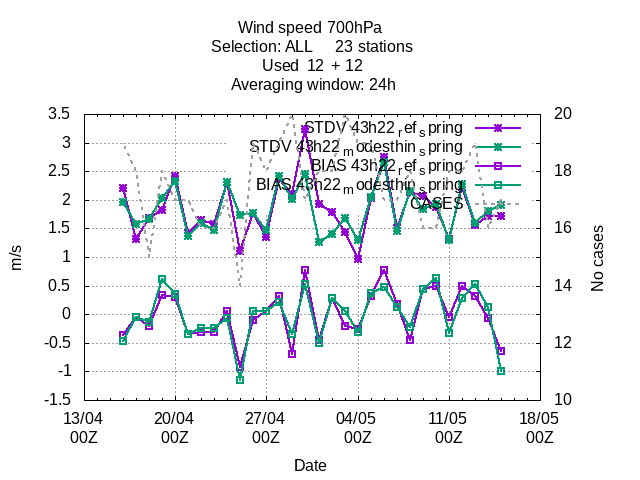 Wind speed 700hPa
Selection: ALL 23 stations
Used 12 + 12
Averaging window: 24h
3.5
3
2.5
2
1.5
1
0.5
0
-0.5
-1
-1.5
m/s
STDV 43h22_ref_spring
STDV 43h22_modesthin_spring
BIAS 43h22_ref_spring
BIAS 43h22_modesthin_spring
CASES
20
18
16
14
12
10
No cases
13/04 20/04 27/04 04/05 11/05 18/05
00Z 00Z 00Z 00Z 00Z 00Z
Date